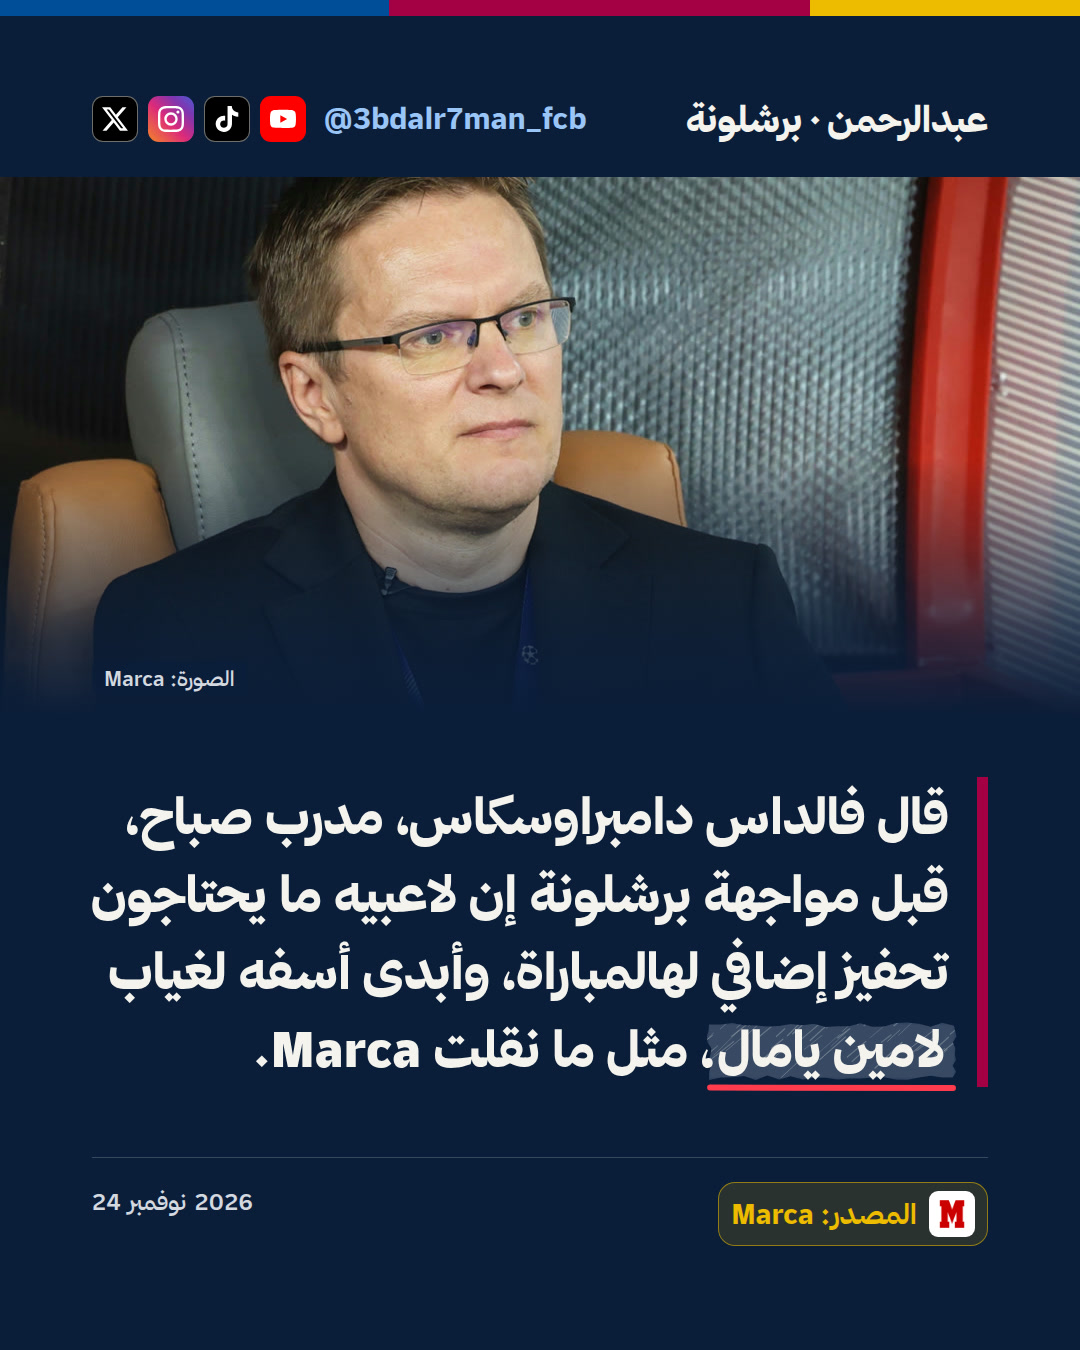 عبدالرحمن · برشلونة
@3bdalr7man_fcb
الصورة: Marca
قال فالداس دامبراوسكاس، مدرب صباح،
قبل مواجهة برشلونة إن لاعبيه ما يحتاجون
تحفيز إضافي لهالمباراة، وأبدى أسفه لغياب
لامين يامال، مثل ما نقلت Marca.
M المصدر: Marca
24 نوفمبر 2026